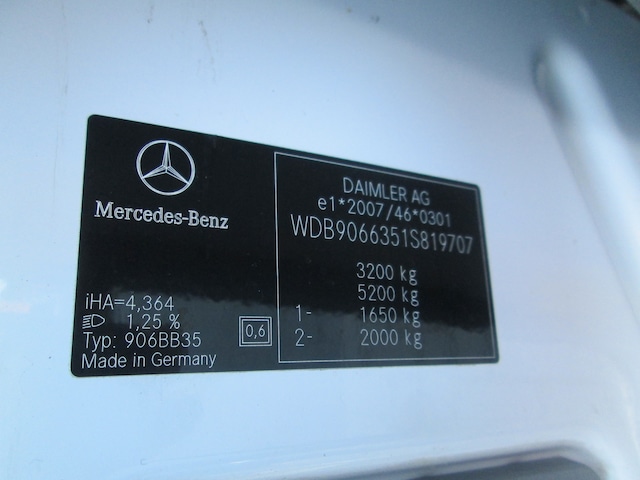 Mercedes-Benz
iHA=4,364
1,25 %
Typ: 906BB35
Made in Germany
0,6
DAIMLER AG
e1*2007/46*0301
WDB9066351S819707
3200 kg
5200 kg
1- 1650 kg
2- 2000 kg